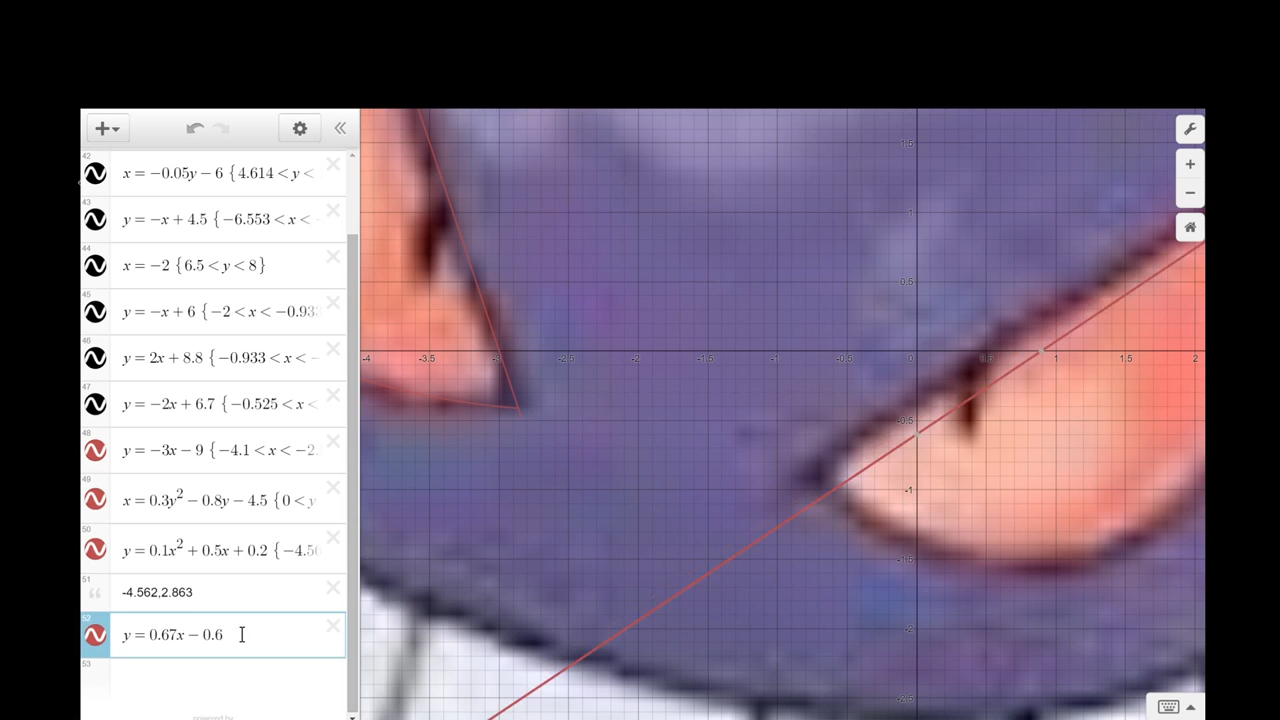 42
x = −0.05y − 6 {4.614 < y <
43
y = −x + 4.5 {−6.553 < x <
44
x = −2 {6.5 < y < 8}
45
y = −x + 6 {−2 < x < −0.933
46
y = 2x + 8.8 {−0.933 < x < −
47
y = −2x + 6.7 {−0.525 < x <
48
y = −3x − 9 {−4.1 < x < −2.
49
x = 0.3y² − 0.8y − 4.5 {0 < y
50
y = 0.1x² + 0.5x + 0.2 {−4.56
51
-4.562,2.863
52
y = 0.67x − 0.6
53
powered by
1.5
1
0.5
-4 -3.5 -3 -2.5 -2 -1.5 -1 -0.5 0 0.5 1 1.5 2
-0.5
-1
-1.5
-2
-2.5